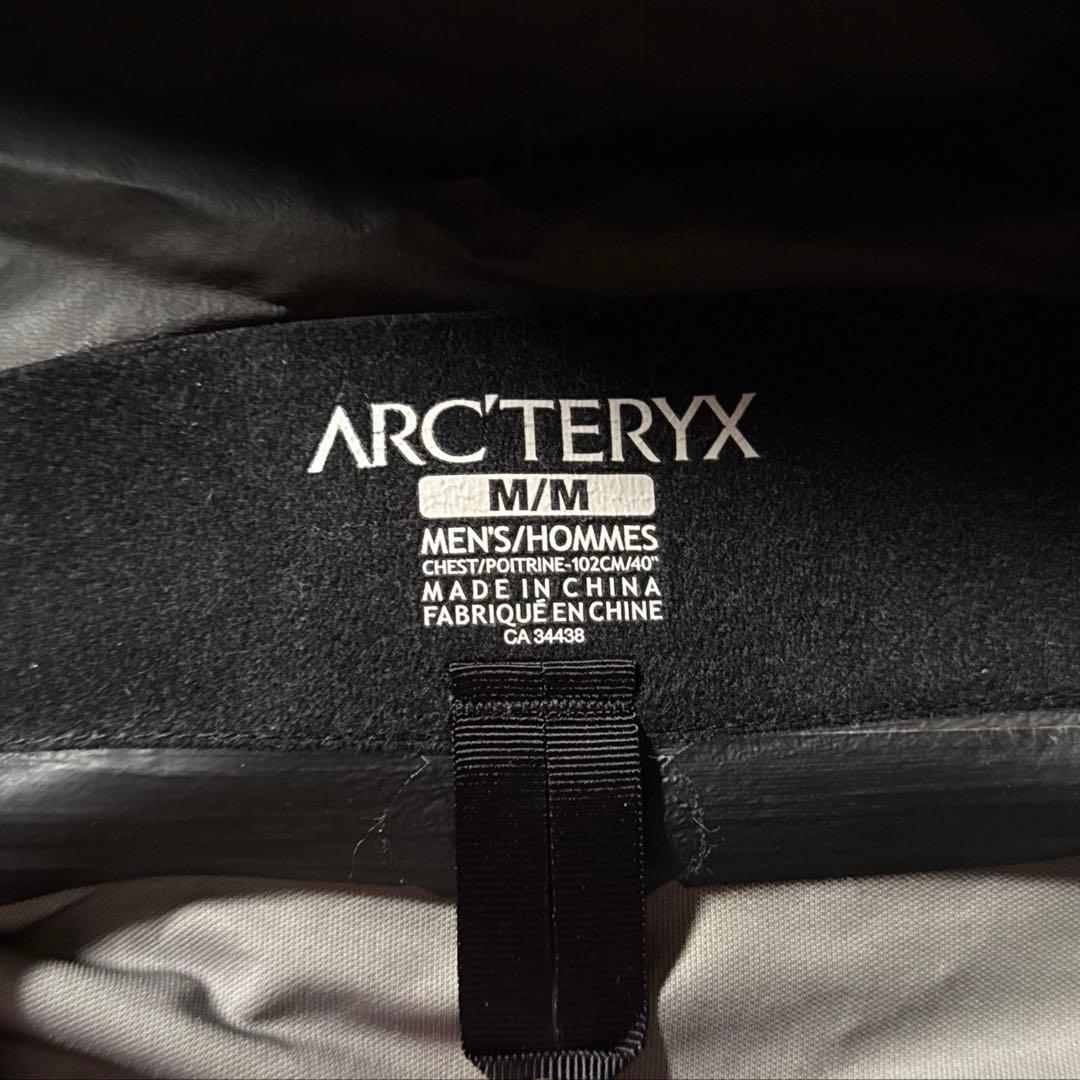 ARC'TERYX
M/M
MEN'S/HOMMES
CHEST/POITRINE-102CM/40"
MADE IN CHINA
FABRIQUÉ EN CHINE
CA 34438